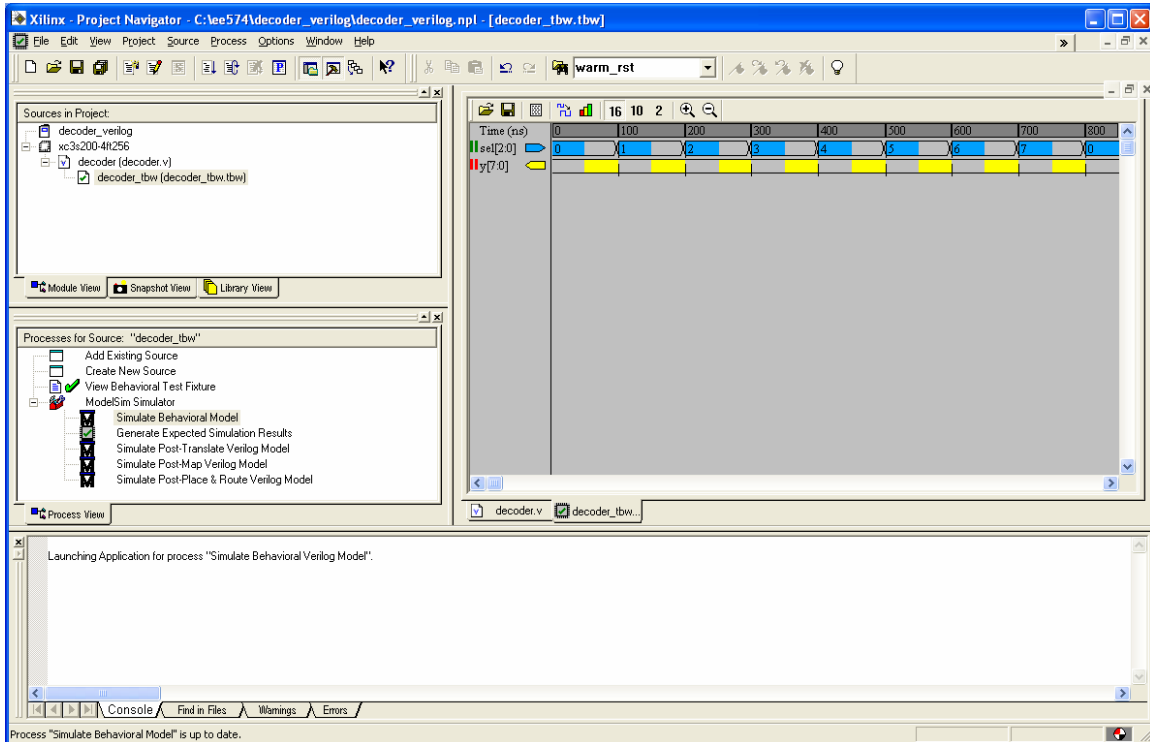 Xilinx - Project Navigator - C:\ee574\decoder_verilog\decoder_verilog.npl - [decoder_tbw.tbw]
File Edit View Project Source Process Options Window Help
warm_rst
Sources in Project:
decoder_verilog
xc3s200-4ft256
decoder (decoder.v)
decoder_tbw (decoder_tbw.tbw)
Module View Snapshot View Library View
Processes for Source: "decoder_tbw"
Add Existing Source
Create New Source
View Behavioral Test Fixture
ModelSim Simulator
Simulate Behavioral Model
Generate Expected Simulation Results
Simulate Post-Translate Verilog Model
Simulate Post-Map Verilog Model
Simulate Post-Place & Route Verilog Model
Process View
16 10 2
Time (ns) 0 100 200 300 400 500 600 700 800
sel[2:0] 0 1 2 3 4 5 6 7 0
y[7:0]
decoder.v decoder_tbw...
Launching Application for process "Simulate Behavioral Verilog Model".
Console Find in Files Warnings Errors
Process "Simulate Behavioral Model" is up to date.